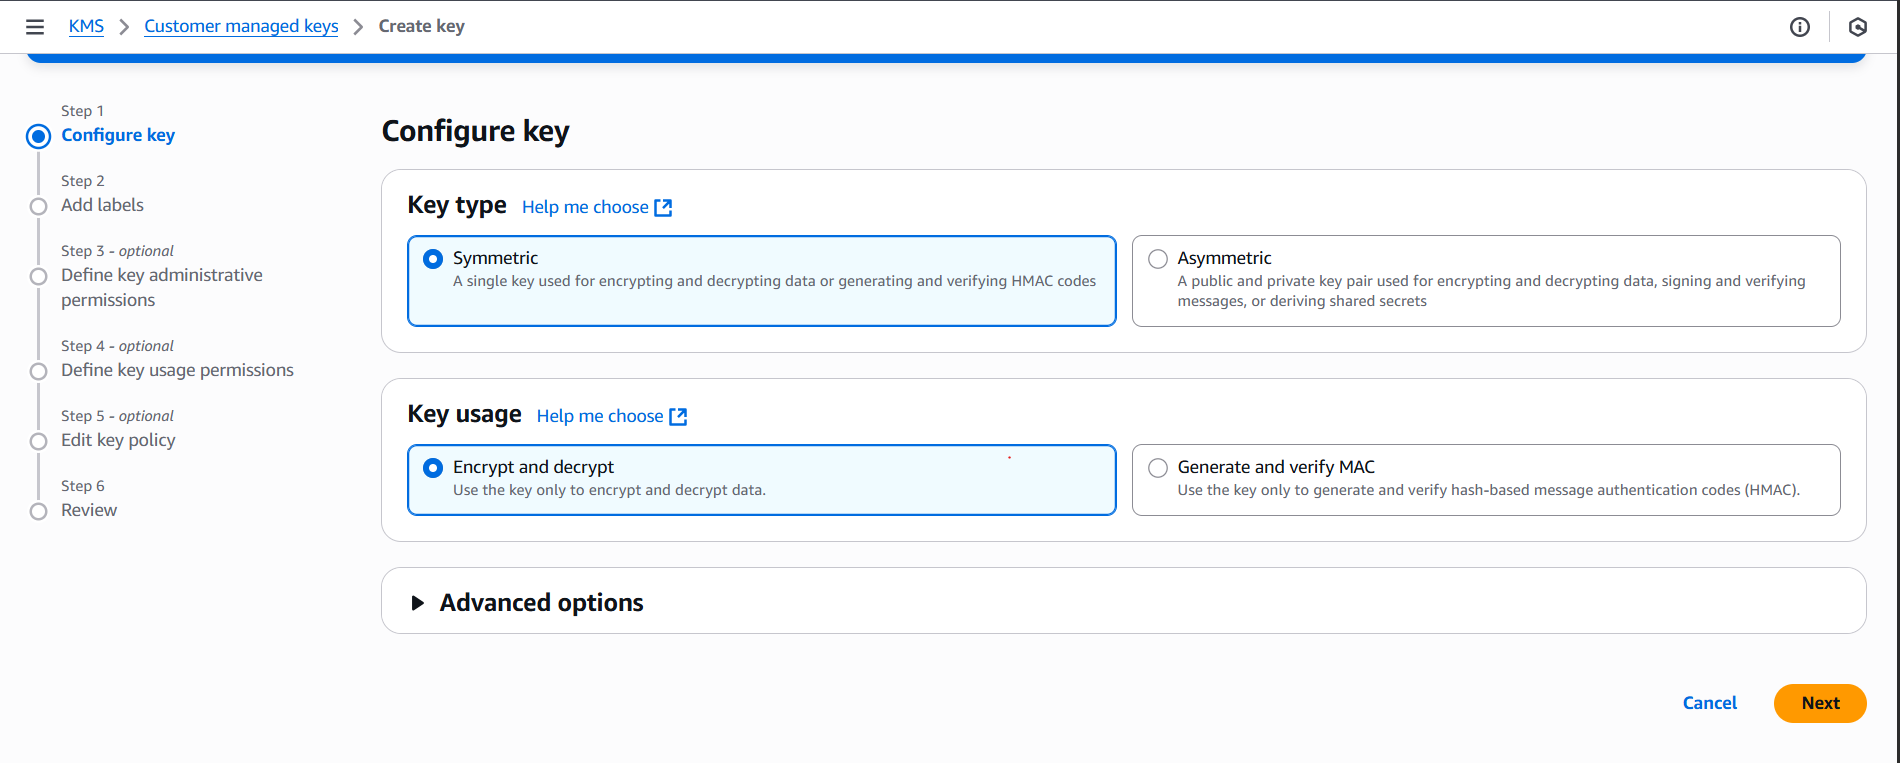 KMS > Customer managed keys > Create key
Step 1
Configure key
Step 2
Add labels
Step 3 - optional
Define key administrative
permissions
Step 4 - optional
Define key usage permissions
Step 5 - optional
Edit key policy
Step 6
Review
Configure key
Key type Help me choose
Symmetric
A single key used for encrypting and decrypting data or generating and verifying HMAC codes
Asymmetric
A public and private key pair used for encrypting and decrypting data, signing and verifying
messages, or deriving shared secrets
Key usage Help me choose
Encrypt and decrypt
Use the key only to encrypt and decrypt data.
Generate and verify MAC
Use the key only to generate and verify hash-based message authentication codes (HMAC).
Advanced options
Cancel Next